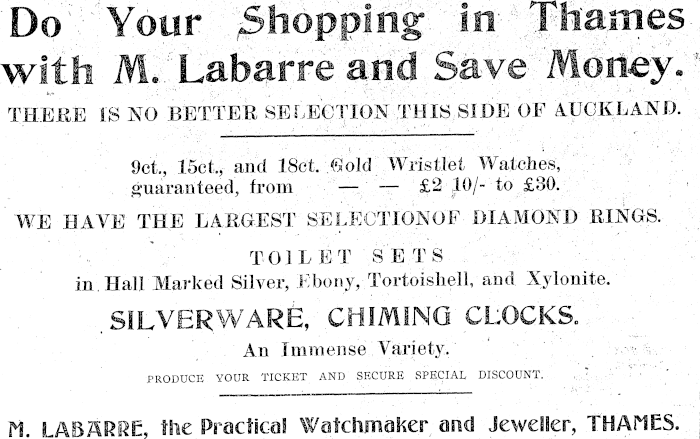 Do Your Shopping in Thames
with M. Labarre and Save Money.
THERE IS NO BETTER SELECTION THIS SIDE OF AUCKLAND.
9ct., 15ct., and 18ct. Gold Wristlet Watches,
guaranteed, from — — £2 10/- to £30.
WE HAVE THE LARGEST SELECTIONOF DIAMOND RINGS.
TOILET SETS
in Hall Marked Silver, Ebony, Tortoishell, and Xylonite.
SILVERWARE, CHIMING CLOCKS.
An Immense Variety.
PRODUCE YOUR TICKET AND SECURE SPECIAL DISCOUNT.
M. LABARRE, the Practical Watchmaker and Jeweller, THAMES.